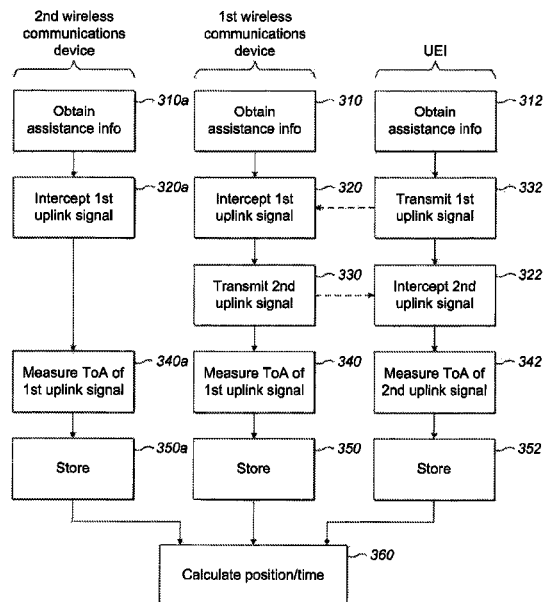 2nd wireless
communications
device
1st wireless
communications
device
UEI
310a
310
312
Obtain
assistance info
Obtain
assistance info
Obtain
assistance info
320a
320
332
Intercept 1st
uplink signal
Intercept 1st
uplink signal
Transmit 1st
uplink signal
330
322
Transmit 2nd
uplink signal
Intercept 2nd
uplink signal
340a
340
342
Measure ToA of
1st uplink signal
Measure ToA of
1st uplink signal
Measure ToA of
2nd uplink signal
350a
350
352
Store
Store
Store
360
Calculate position/time